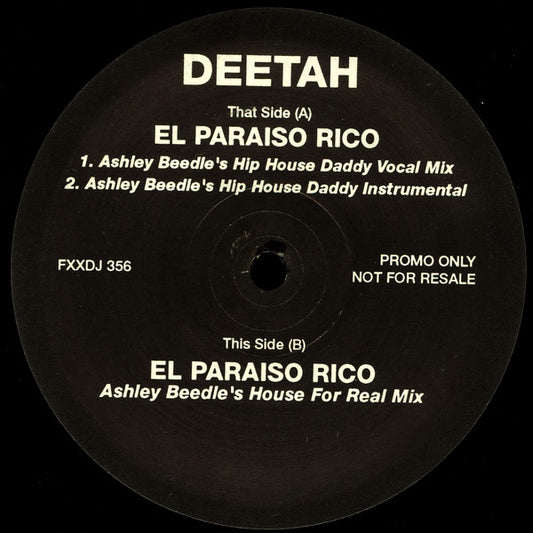 DEETAH
That Side (A)
EL PARAISO RICO
1. Ashley Beedle's Hip House Daddy Vocal Mix
2. Ashley Beedle's Hip House Daddy Instrumental
FXXDJ 356
PROMO ONLY
NOT FOR RESALE
This Side (B)
EL PARAISO RICO
Ashley Beedle's House For Real Mix